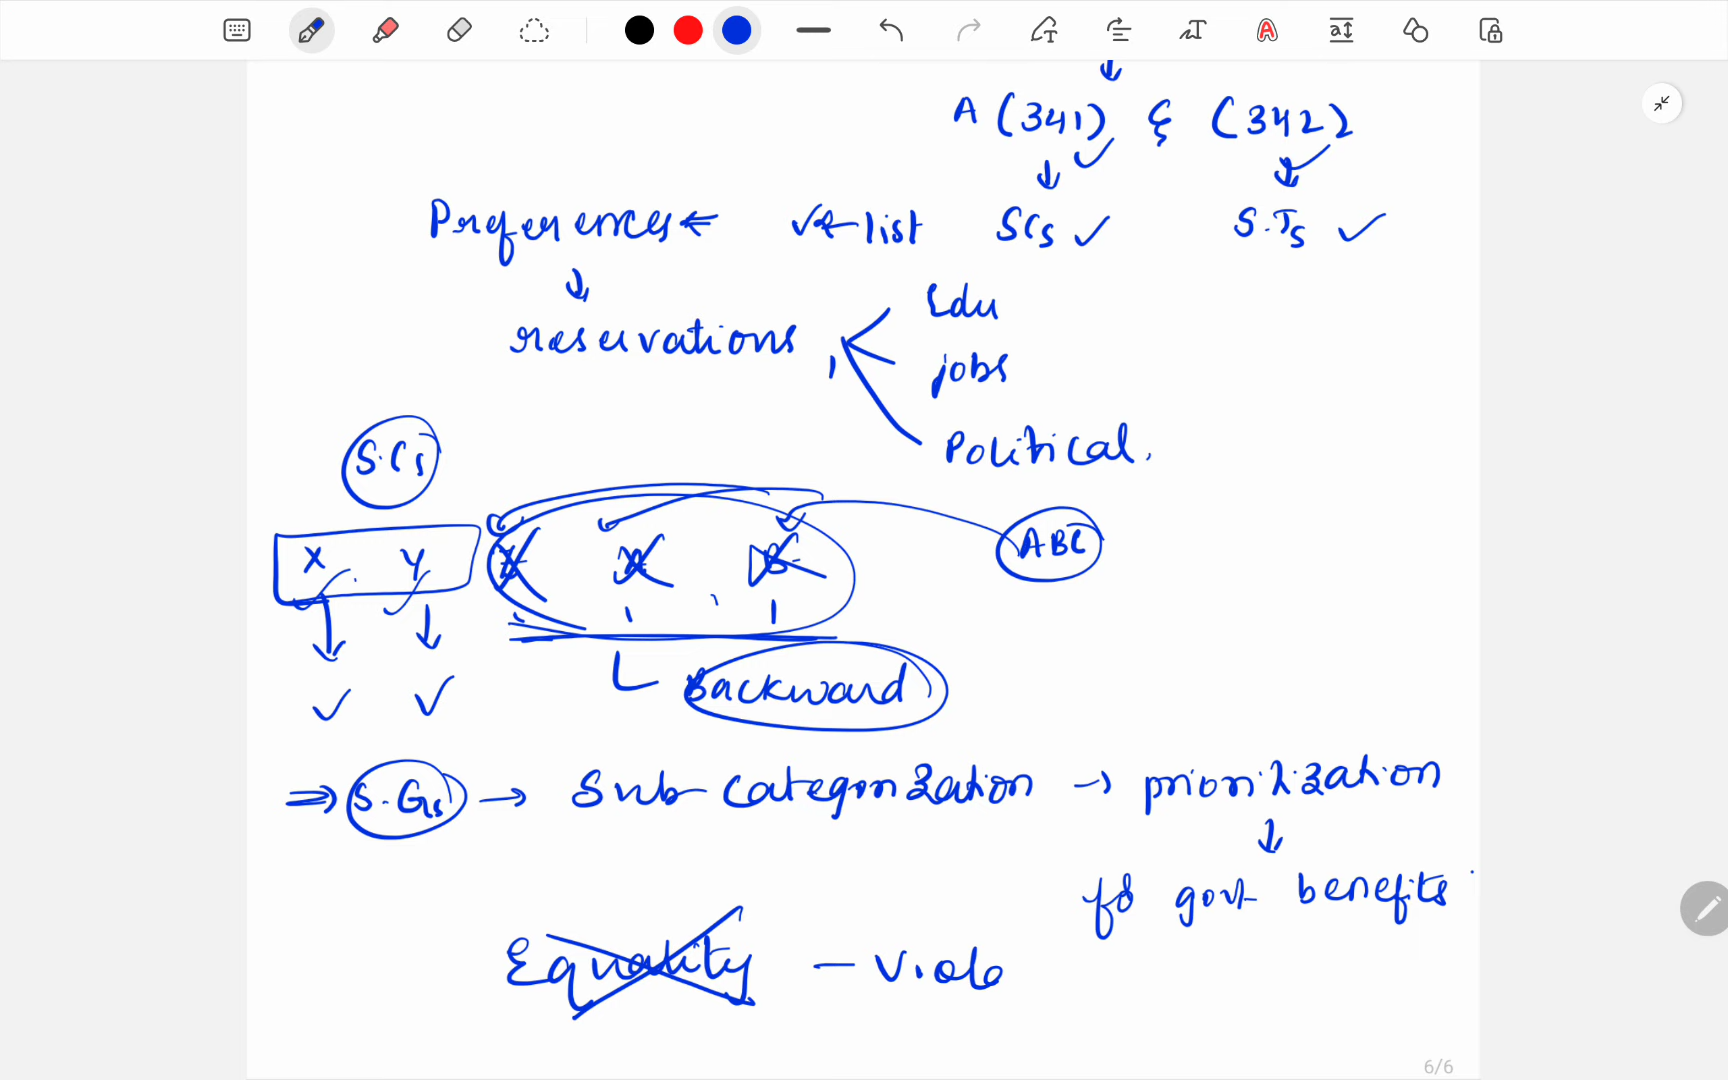 A (341) & (342)
Preferences ← ✓ ← list SCs ✓ S.Ts ✓
reservations
Edu
jobs
Political.
S.Cs
X Y
ABC
Backward
⇒ S.Gs → Sub-Categorization → prioritization
for govt benefits
Equality – Viola
6/6